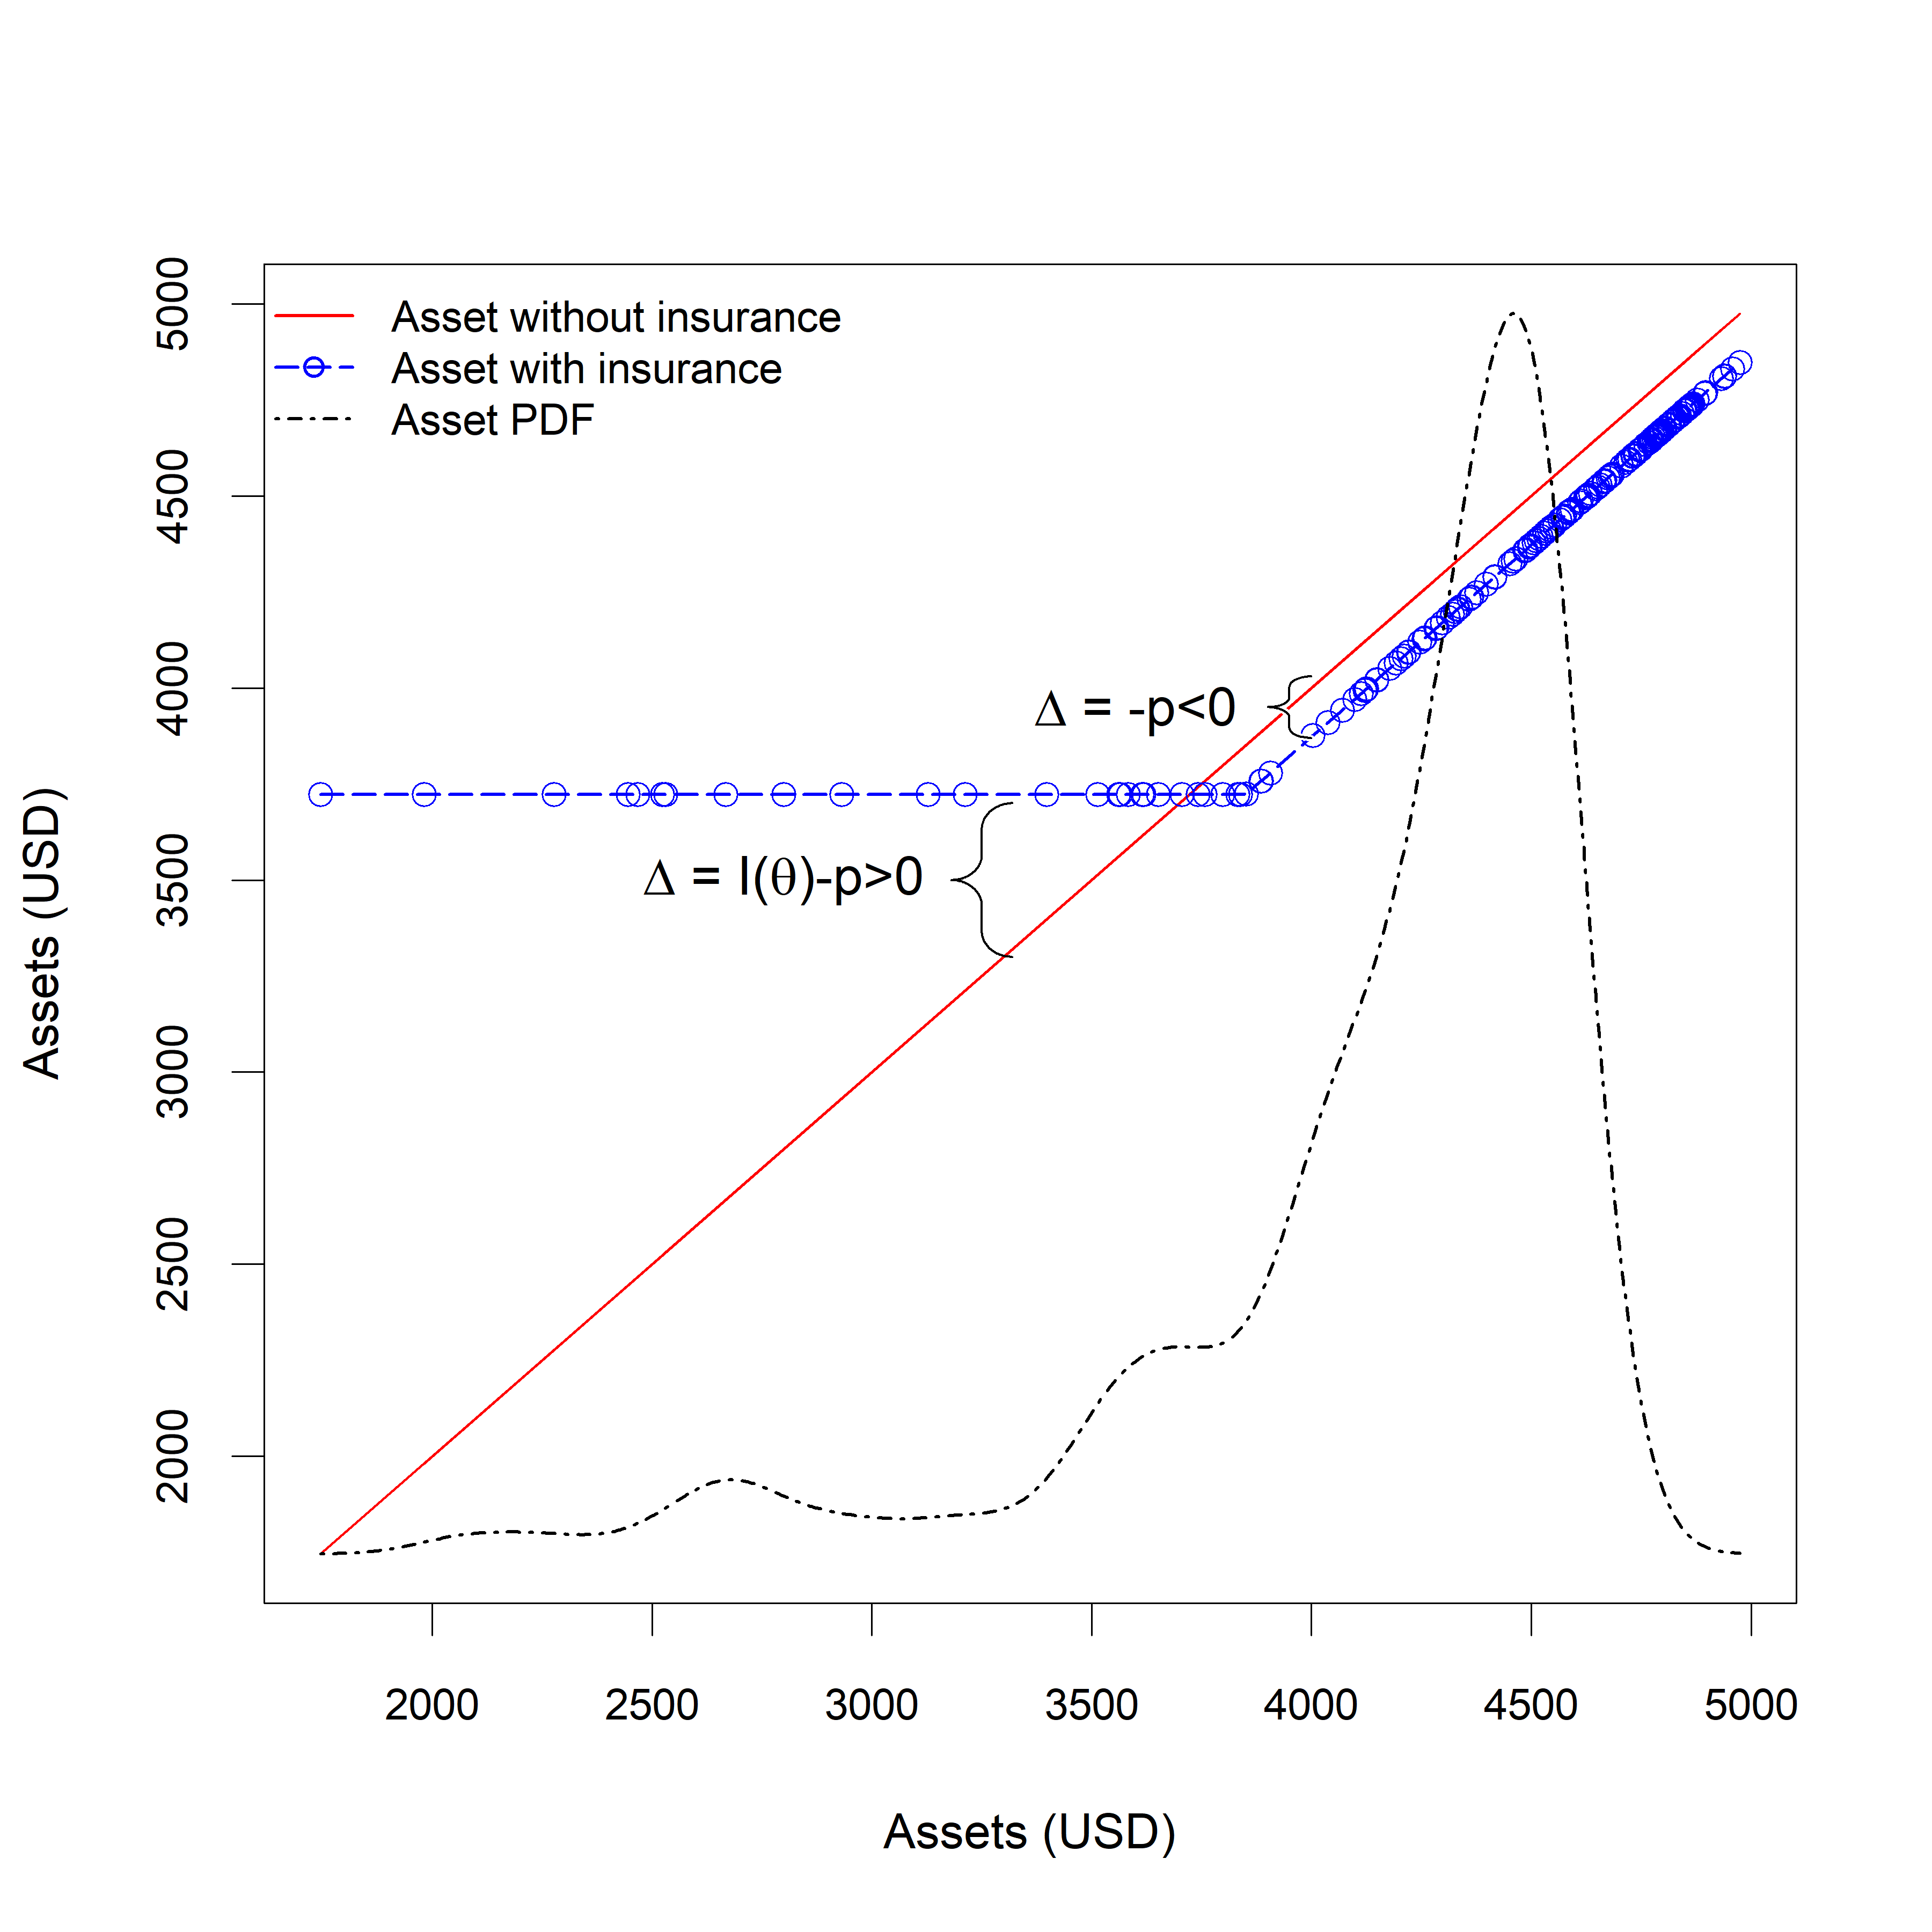 Asset without insurance
Asset with insurance
Asset PDF
Δ = -p<0
Δ = I(θ)-p>0
Assets (USD)
5000
4500
4000
3500
3000
2500
2000
2000 2500 3000 3500 4000 4500 5000
Assets (USD)